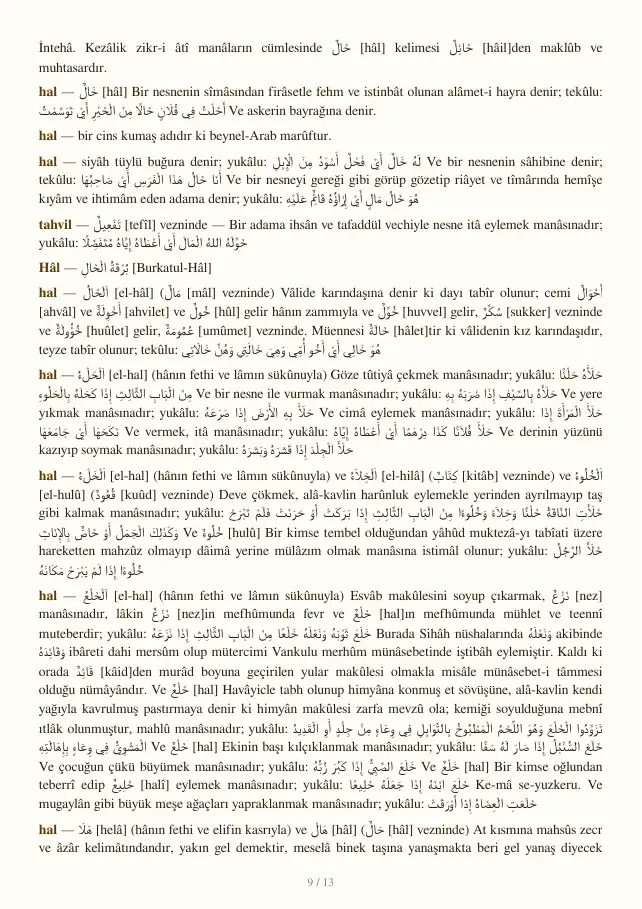 İntehâ. Kezâlik zikr-i âtî manâların cümlesinde خَالٌ [hâl] kelimesi خَائِلٌ [hâil]den maklûb ve
muhtasardır.
hal — خَالٌ [hâl] Bir nesnenin sîmâsından firâsetle fehm ve istinbât olunan alâmet-i hayra denir; tekûlu:
أَخَلْتُ فِي فُلَانٍ خَالًا مِنَ الْخَيْرِ أَيْ تَوَسَّمْتُ Ve askerin bayrağına denir.
hal — bir cins kumaş adıdır ki beynel-Arab marûftur.
hal — siyâh tüylü buğura denir; yukâlu: لَهُ خَالٌ أَيْ فَحْلٌ أَسْوَدُ مِنَ الْإِبِلِ Ve bir nesnenin sâhibine denir;
tekûlu: أَنَا خَالُ هَذَا الْفَرَسِ أَيْ صَاحِبُهَا Ve bir nesneyi gereği gibi görüp gözetip riâyet ve tîmârında hemîşe
kıyâm ve ihtimâm eden adama denir; yukâlu: هُوَ خَالُ مَالٍ أَيْ إِزَاؤُهُ قَائِمٌ عَلَيْهِ
tahvil — تَفْعِيلٌ [tefîl] vezninde — Bir adama ihsân ve tafaddül vechiyle nesne itâ eylemek manâsınadır;
yukâlu: خَوَّلَهُ اللهُ الْمَالَ أَيْ أَعْطَاهُ إِيَّاهُ مُتَفَضِّلًا
Hâl — بُرْقَةُ الْخَالِ [Burkatul-Hâl]
hal — اَلْخَالُ [el-hâl] (مَالٌ [mâl] vezninde) Vâlide karındaşına denir ki dayı tabîr olunur; cemi أَخْوَالٌ
[ahvâl] ve أَخْوِلَةٌ [ahvilet] ve خُولٌ [hûl] gelir hânın zammıyla ve خُوَّلٌ [huvvel] gelir, سُكَّرٌ [sukker] vezninde
ve خُؤُولَةٌ [huûlet] gelir, عُمُومَةٌ [umûmet] vezninde. Müennesi خَالَةٌ [hâlet]tir ki vâlidenin kız karındaşıdır,
teyze tabîr olunur; tekûlu: هُوَ خَالِي أَيْ أَخُو أُمِّي وَهِيَ خَالَتِي وَهُنَّ خَالَاتِي
hal — اَلْحَلْءُ [el-hal] (hânın fethi ve lâmın sükûnuyla) Göze tûtiyâ çekmek manâsınadır; yukâlu: حَلَأَهُ حَلْئًا
مِنَ الْبَابِ الثَّالِثِ إِذَا كَحَلَهُ بِالْحَلُوءِ Ve bir nesne ile vurmak manâsınadır; yukâlu: حَلَأَهُ بِالسَّيْفِ إِذَا ضَرَبَهُ بِهِ Ve yere
yıkmak manâsınadır; yukâlu: حَلَأَ بِهِ الْأَرْضَ إِذَا صَرَعَهُ Ve cimâ eylemek manâsınadır; yukâlu: حَلَأَ الْمَرْأَةَ إِذَا
نَكَحَهَا أَيْ جَامَعَهَا Ve vermek, itâ manâsınadır; yukâlu: حَلَأَ فُلَانًا كَذَا دِرْهَمًا أَيْ أَعْطَاهُ إِيَّاهُ Ve derinin yüzünü
kazıyıp soymak manâsınadır; yukâlu: حَلَأَ الْجِلْدَ إِذَا قَشَرَهُ وَبَشَرَهُ
hal — اَلْخَلْءُ [el-hal] (hânın fethi ve lâmın sükûnuyla) ve اَلْخِلَاءُ [el-hilâ] (كِتَابٌ [kitâb] vezninde) ve اَلْخُلُوءُ
[el-hulû] (قُعُودٌ [kuûd] vezninde) Deve çökmek, alâ-kavlin harûnluk eylemekle yerinden ayrılmayıp taş
gibi kalmak manâsınadır; yukâlu: خَلَأَتِ النَّاقَةُ خَلْئًا وَخِلَاءً وَخُلُوءًا مِنَ الْبَابِ الثَّالِثِ إِذَا بَرَكَتْ أَوْ حَرَنَتْ فَلَمْ تَبْرَحْ
وَكَذَلِكَ الْجَمَلُ أَوْ خَاصٌّ بِالْإِنَاثِ Ve خُلُوءٌ [hulû] Bir kimse tembel olduğundan yâhûd muktezâ-yı tabîati üzere
hareketten mahzûz olmayıp dâima yerine mülâzım olmak manâsına istimâl olunur; yukâlu: خَلَأَ الرَّجُلُ
خُلُوءًا إِذَا لَمْ يَبْرَحْ مَكَانَهُ
hal — اَلْخَلْعُ [el-hal] (hânın fethi ve lâmın sükûnuyla) Esvâb makûlesini soyup çıkarmak, نَزْعٌ [nez]
manâsınadır, lâkin نَزْعٌ [nez]in mefhûmunda fevr ve خَلْعٌ [hal]ın mefhûmunda mühlet ve teennî
muteberdir; yukâlu: خَلَعَ ثَوْبَهُ وَنَعْلَهُ خَلْعًا مِنَ الْبَابِ الثَّالِثِ إِذَا نَزَعَهُ Burada Sihâh nüshalarında وَنَعْلَهُ akibinde
وَقَائِدَهُ ibâreti dahi mersûm olup mütercimi Vankulu merhûm münasebetinde iştibâh eylemiştir. Kaldı ki
orada قَائِدٌ [kâid]den murâd boyuna geçirilen yular makûlesi olmakla misâle münâsebet-i tâmmesi
olduğu nümâyândır. Ve خَلْعٌ [hal] Havâyicle tabh olunup himyâna konmuş et sövüşüne, alâ-kavlin kendi
yağıyla kavrulmuş pastırmaya denir ki himyân makûlesi zarfa mevzû ola; kemiği soyulduğuna mebnî
ıtlâk olunmuştur, mahlû manâsınadır; yukâlu: تَزَوَّدُوا الْخَلْعَ وَهُوَ اللَّحْمُ الْمَطْبُوخُ بِالتَّوَابِلِ فِي وِعَاءٍ مِنْ جِلْدٍ أَوِ الْقَدِيدُ
الْمَشْوِيُّ فِي وِعَاءٍ بِإِهَالَتِهِ Ve خَلْعٌ [hal] Ekinin başı kılçıklanmak manâsınadır; yukâlu: خَلَعَ السُّنْبُلُ إِذَا صَارَ لَهُ سَفًا
Ve çocuğun çükü büyümek manâsınadır; yukâlu: خَلَعَ الصَّبِيُّ إِذَا كَبُرَ زُبُّهُ Ve خَلْعٌ [hal] Bir kimse oğlundan
teberrî edip خَلِيعٌ [halî] eylemek manâsınadır; yukâlu: خَلَعَ ابْنَهُ إِذَا جَعَلَهُ خَلِيعًا Ke-mâ se-yuzkeru. Ve
mugaylân gibi büyük meşe ağaçları yapraklanmak manâsınadır; yukâlu: خَلَعَتِ الْعِضَاهُ إِذَا أَوْرَقَتْ
hal — هَلَا [helâ] (hânın fethi ve elifin kasrıyla) ve هَالْ [hâl] (حَالٌ [hâl] vezninde) At kısmına mahsûs zecr
ve âzâr kelimâtındandır, yakın gel demektir, meselâ binek taşına yanaşmakta beri gel yanaş diyecek
9 / 13